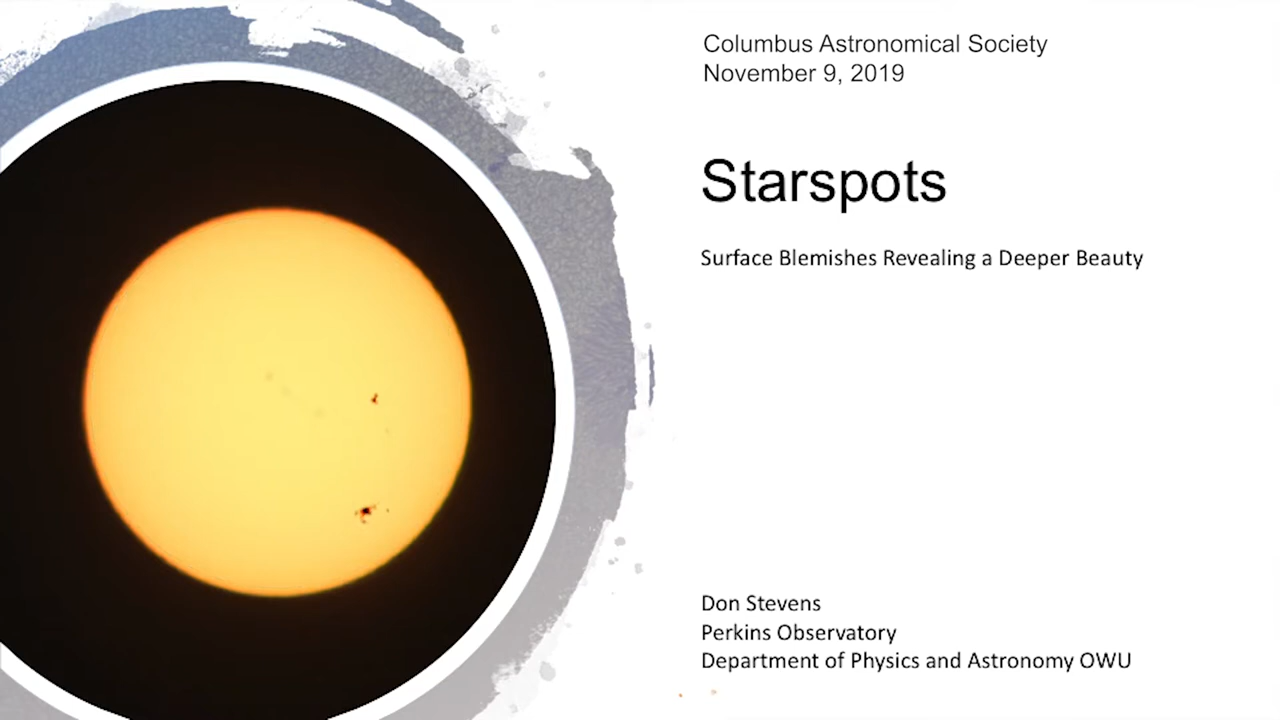 Columbus Astronomical Society
November 9, 2019
Starspots
Surface Blemishes Revealing a Deeper Beauty
Don Stevens
Perkins Observatory
Department of Physics and Astronomy OWU